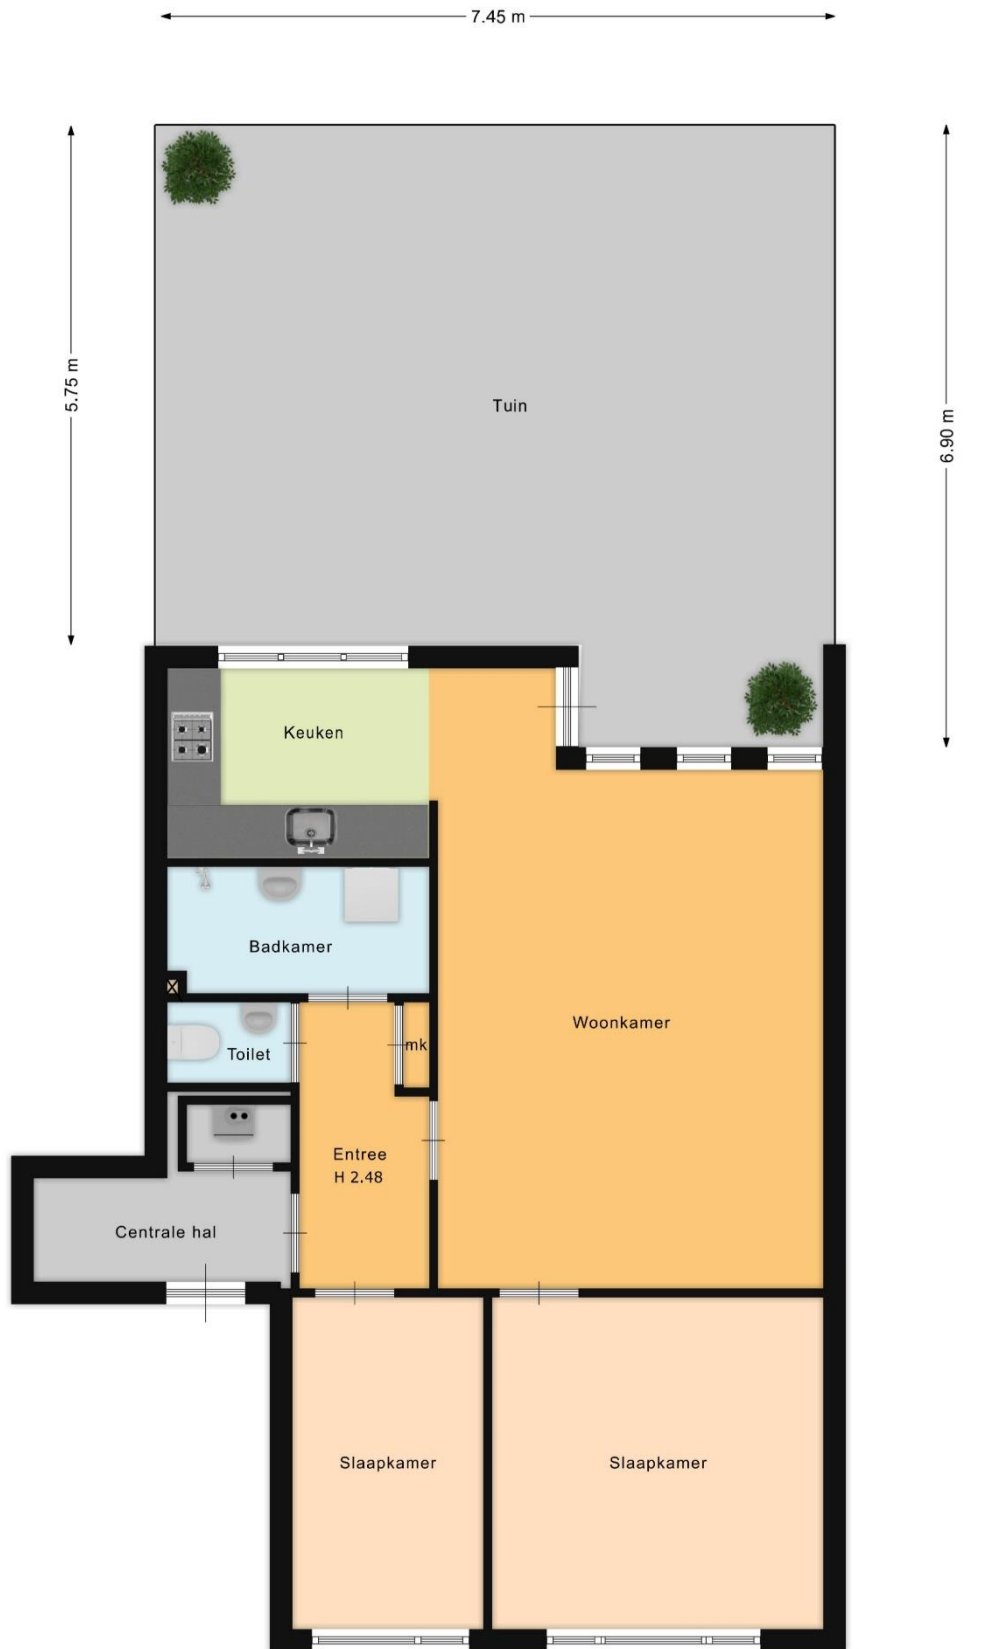 7.45 m
5.75 m
Tuin
6.90 m
Keuken
Badkamer
Woonkamer
mk
Toilet
Entree
H 2.48
Centrale hal
Slaapkamer
Slaapkamer